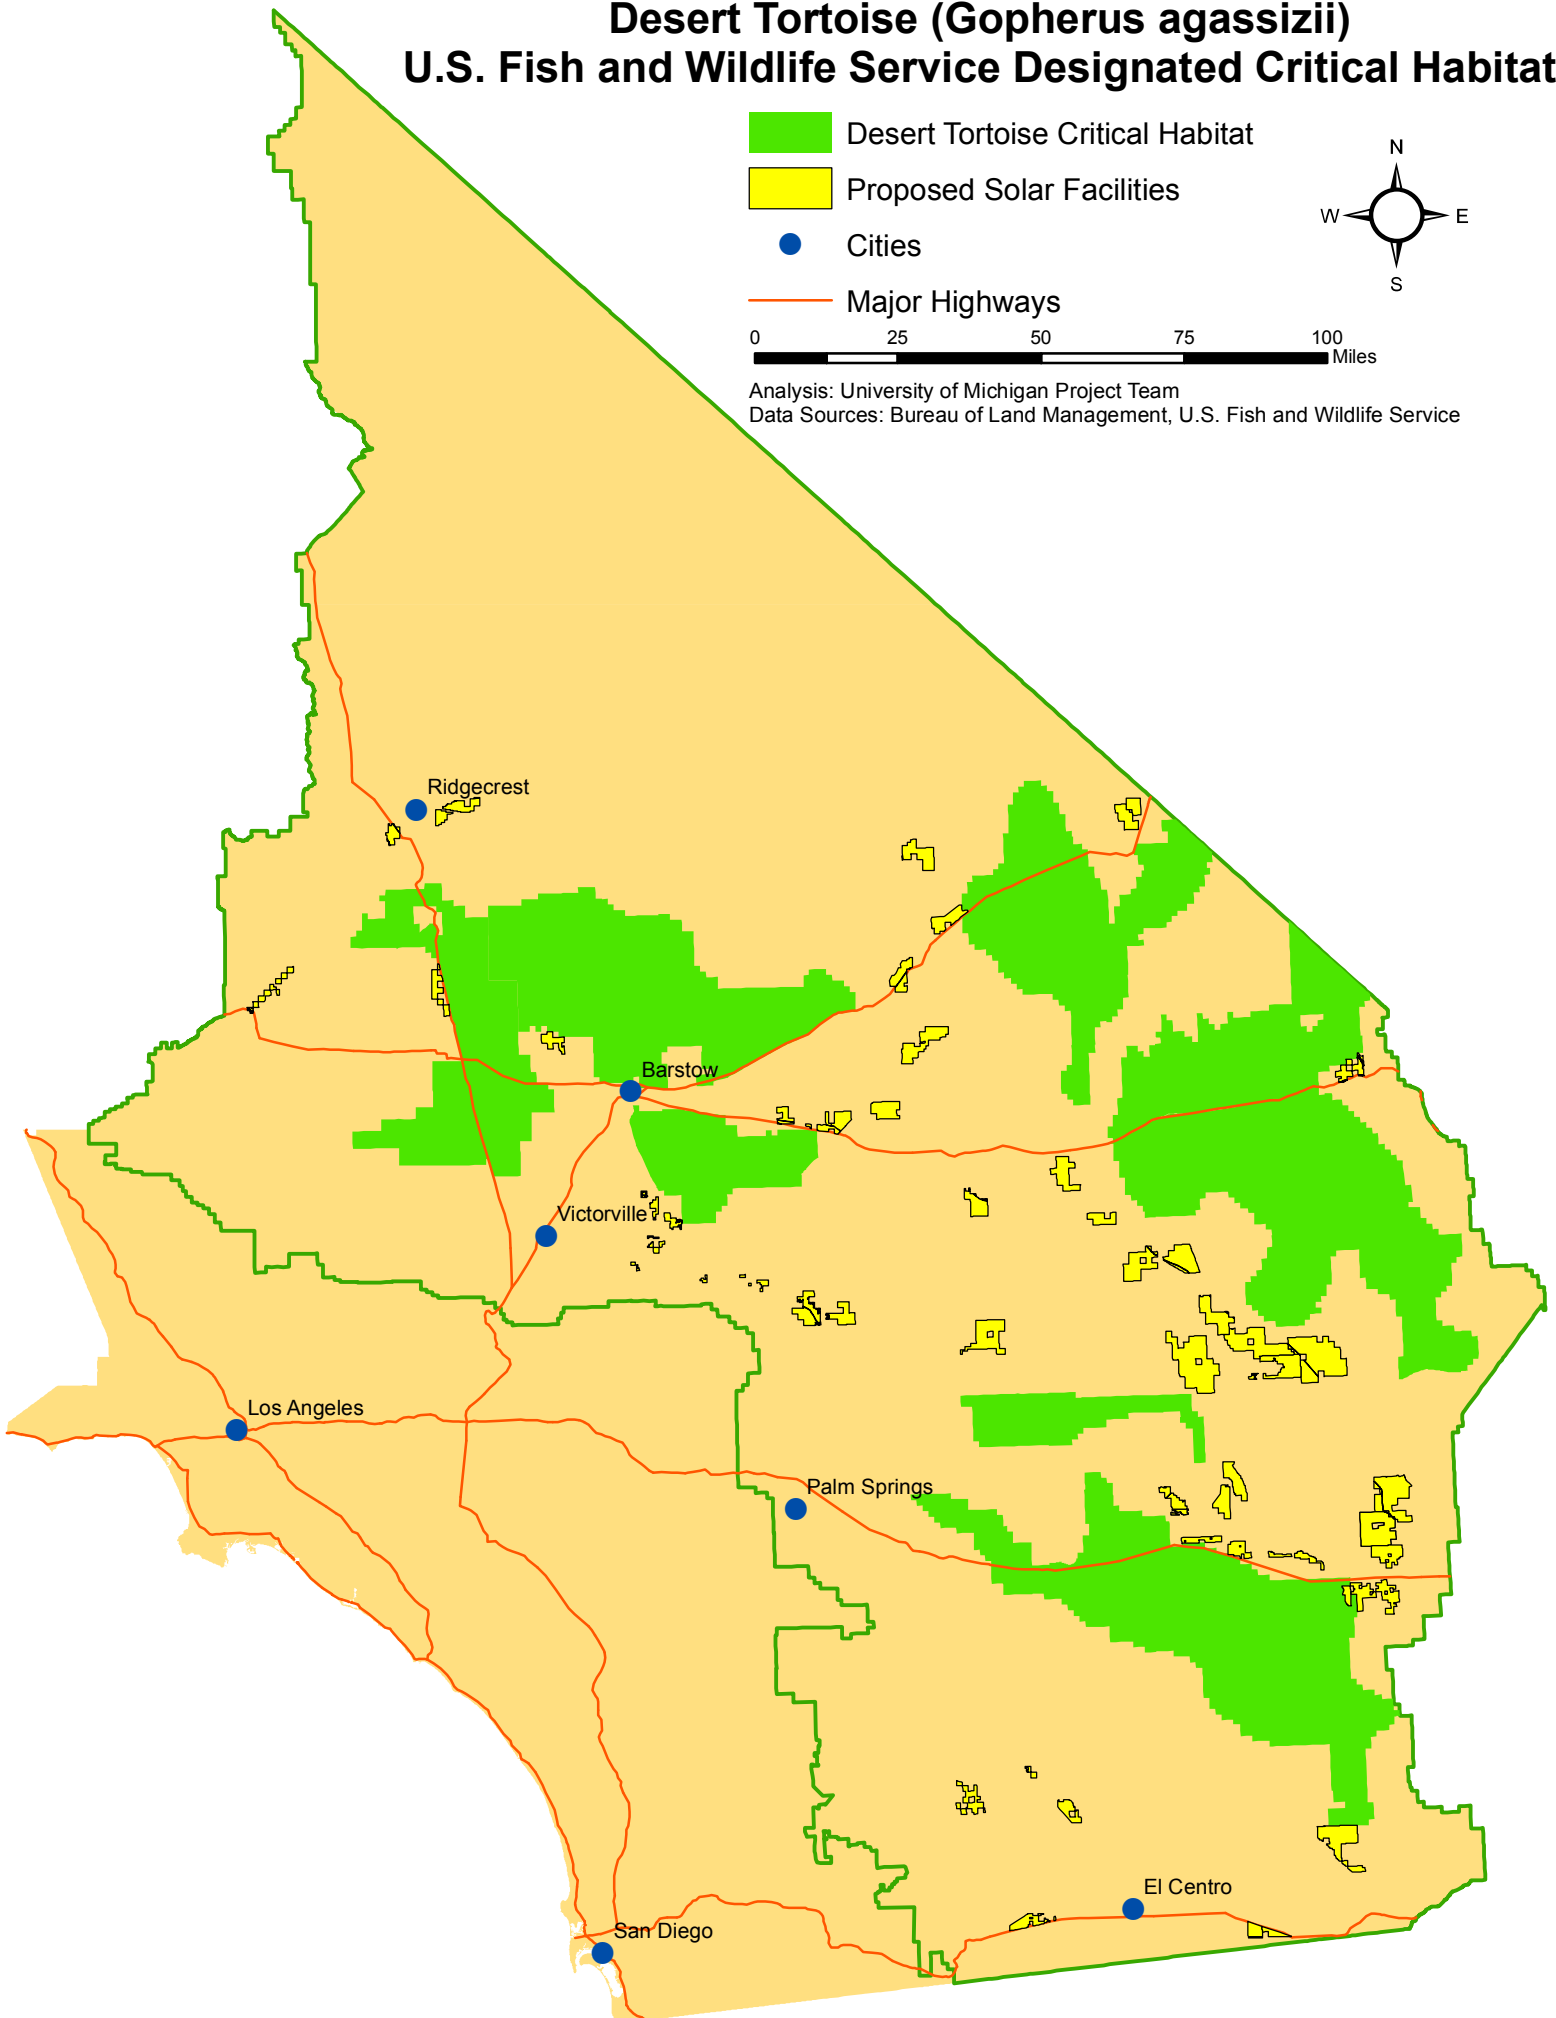 Desert Tortoise (Gopherus agassizii)
U.S. Fish and Wildlife Service Designated Critical Habitat
Desert Tortoise Critical Habitat
Proposed Solar Facilities
Cities
Major Highways
N
W
E
S
0 25 50 75 100
Miles
Analysis: University of Michigan Project Team
Data Sources: Bureau of Land Management, U.S. Fish and Wildlife Service
Ridgecrest
Barstow
Victorville
Los Angeles
Palm Springs
El Centro
San Diego